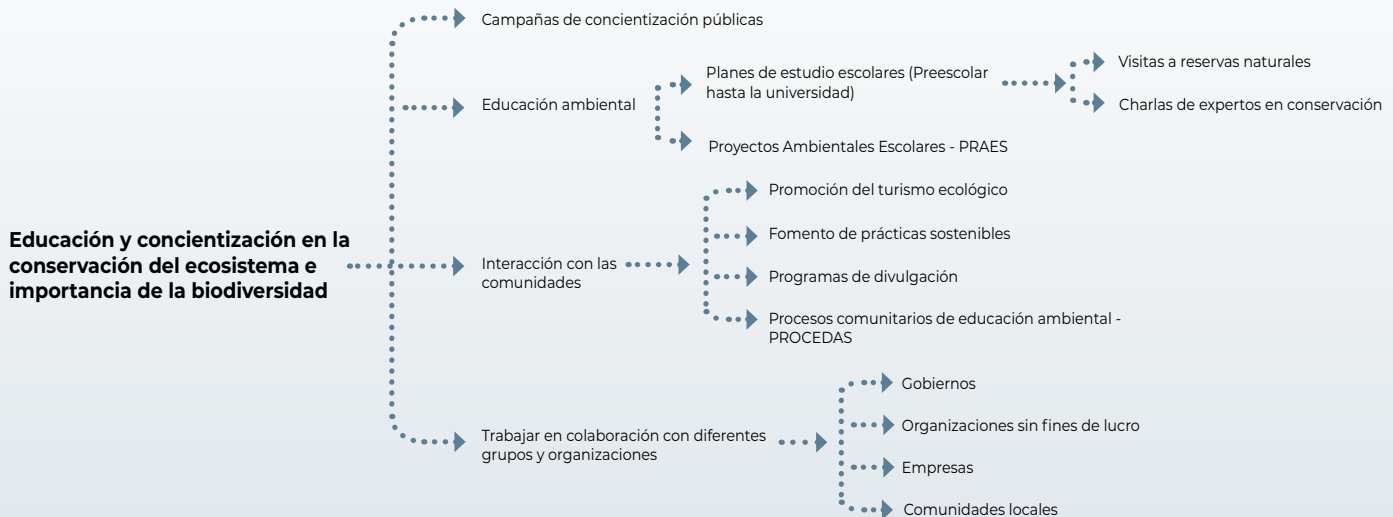 Campañas de concientización públicas
Educación ambiental
Planes de estudio escolares (Preescolar
hasta la universidad)
Visitas a reservas naturales
Charlas de expertos en conservación
Proyectos Ambientales Escolares - PRAES
Educación y concientización en la
conservación del ecosistema e
importancia de la biodiversidad
Interacción con las
comunidades
Promoción del turismo ecológico
Fomento de prácticas sostenibles
Programas de divulgación
Procesos comunitarios de educación ambiental -
PROCEDAS
Trabajar en colaboración con diferentes
grupos y organizaciones
Gobiernos
Organizaciones sin fines de lucro
Empresas
Comunidades locales